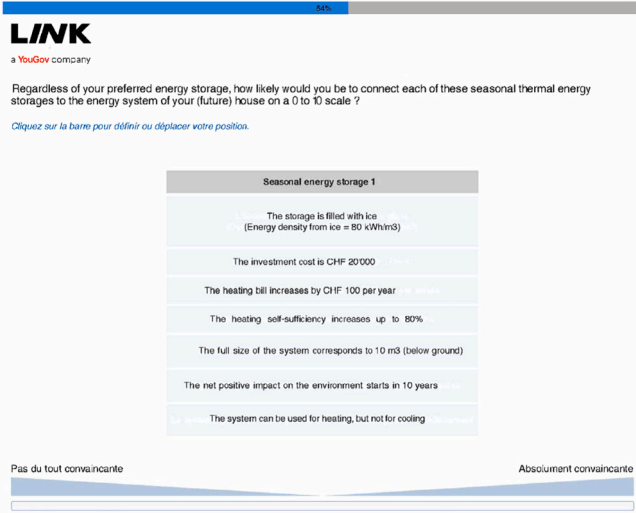 54%
LINK
a YouGov company
Regardless of your preferred energy storage, how likely would you be to connect each of these seasonal thermal energy
storages to the energy system of your (future) house on a 0 to 10 scale ?
Cliquez sur la barre pour définir ou déplacer votre position.
Seasonal energy storage 1
The storage is filled with ice
(Energy density from ice = 80 kWh/m3)
The investment cost is CHF 20'000
The heating bill increases by CHF 100 per year
The heating self-sufficiency increases up to 80%
The full size of the system corresponds to 10 m3 (below ground)
The net positive impact on the environment starts in 10 years
The system can be used for heating, but not for cooling
Pas du tout convaincante
Absolument convaincante